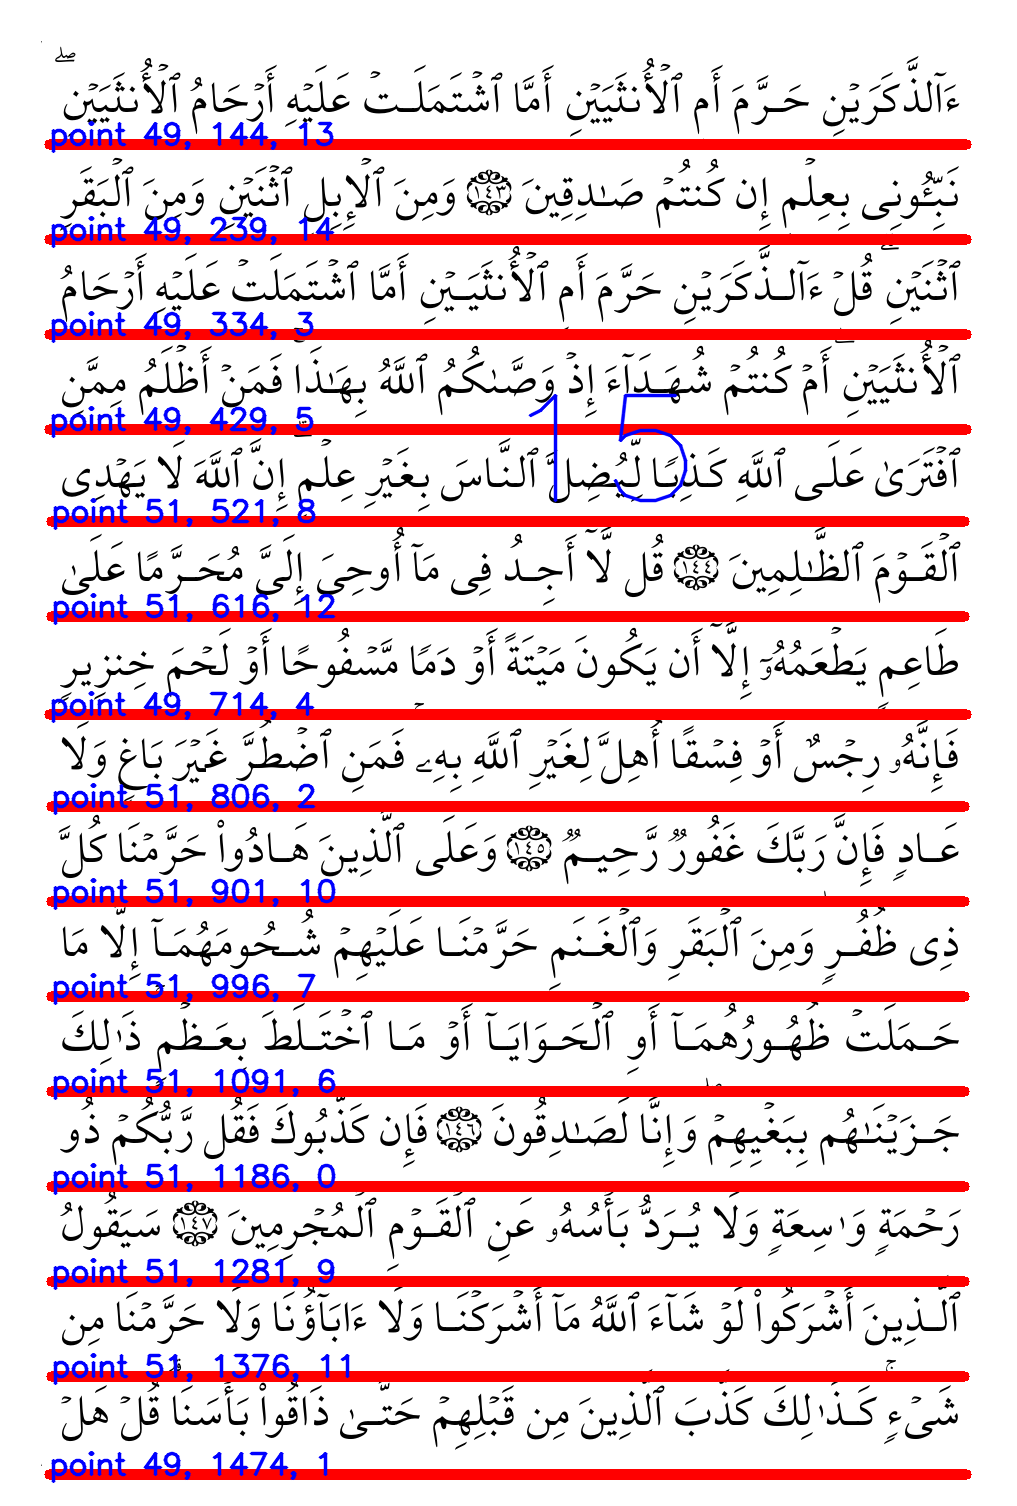 ءَآلذَّكَرَيْنِ حَرَّمَ أَمِ ٱلْأُنثَيَيْنِ أَمَّا ٱشْتَمَلَتْ عَلَيْهِ أَرْحَامُ ٱلْأُنثَيَيْنِ ۖ
point 49, 144, 13
نَبِّـُٔونِى بِعِلْمٍ إِن كُنتُمْ صَـٰدِقِينَ ١٤٣ وَمِنَ ٱلْإِبِلِ ٱثْنَيْنِ وَمِنَ ٱلْبَقَرِ
point 49, 239, 14
ٱثْنَيْنِ ۗ قُلْ ءَآلذَّكَرَيْنِ حَرَّمَ أَمِ ٱلْأُنثَيَيْنِ أَمَّا ٱشْتَمَلَتْ عَلَيْهِ أَرْحَامُ
point 49, 334, 3
ٱلْأُنثَيَيْنِ ۖ أَمْ كُنتُمْ شُهَدَآءَ إِذْ وَصَّىٰكُمُ ٱللَّهُ بِهَـٰذَا ۚ فَمَنْ أَظْلَمُ مِمَّنِ
point 49, 429, 5
15
ٱفْتَرَىٰ عَلَى ٱللَّهِ كَذِبًا لِّيُضِلَّ ٱلنَّاسَ بِغَيْرِ عِلْمٍ ۗ إِنَّ ٱللَّهَ لَا يَهْدِى
point 51, 521, 8
ٱلْقَوْمَ ٱلظَّـٰلِمِينَ ١٤٤ قُل لَّآ أَجِدُ فِى مَآ أُوحِىَ إِلَىَّ مُحَرَّمًا عَلَىٰ
point 51, 616, 12
طَاعِمٍ يَطْعَمُهُۥٓ إِلَّآ أَن يَكُونَ مَيْتَةً أَوْ دَمًا مَّسْفُوحًا أَوْ لَحْمَ خِنزِيرٍ
point 49, 714, 4
فَإِنَّهُۥ رِجْسٌ أَوْ فِسْقًا أُهِلَّ لِغَيْرِ ٱللَّهِ بِهِۦ ۚ فَمَنِ ٱضْطُرَّ غَيْرَ بَاغٍ وَلَا
point 51, 806, 2
عَادٍ فَإِنَّ رَبَّكَ غَفُورٌ رَّحِيمٌ ١٤٥ وَعَلَى ٱلَّذِينَ هَادُوا۟ حَرَّمْنَا كُلَّ
point 51, 901, 10
ذِى ظُفُرٍ ۖ وَمِنَ ٱلْبَقَرِ وَٱلْغَنَمِ حَرَّمْنَا عَلَيْهِمْ شُحُومَهُمَآ إِلَّا مَا
point 51, 996, 7
حَمَلَتْ ظُهُورُهُمَآ أَوِ ٱلْحَوَايَآ أَوْ مَا ٱخْتَلَطَ بِعَظْمٍ ۚ ذَٰلِكَ
point 51, 1091, 6
جَزَيْنَـٰهُم بِبَغْيِهِمْ ۖ وَإِنَّا لَصَـٰدِقُونَ ١٤٦ فَإِن كَذَّبُوكَ فَقُل رَّبُّكُمْ ذُو
point 51, 1186, 0
رَحْمَةٍ وَٰسِعَةٍ وَلَا يُرَدُّ بَأْسُهُۥ عَنِ ٱلْقَوْمِ ٱلْمُجْرِمِينَ ١٤٧ سَيَقُولُ
point 51, 1281, 9
ٱلَّذِينَ أَشْرَكُوا۟ لَوْ شَآءَ ٱللَّهُ مَآ أَشْرَكْنَا وَلَآ ءَابَآؤُنَا وَلَا حَرَّمْنَا مِن
point 51, 1376, 11
شَىْءٍ ۚ كَذَٰلِكَ كَذَّبَ ٱلَّذِينَ مِن قَبْلِهِمْ حَتَّىٰ ذَاقُوا۟ بَأْسَنَا ۗ قُلْ هَلْ
point 49, 1474, 1